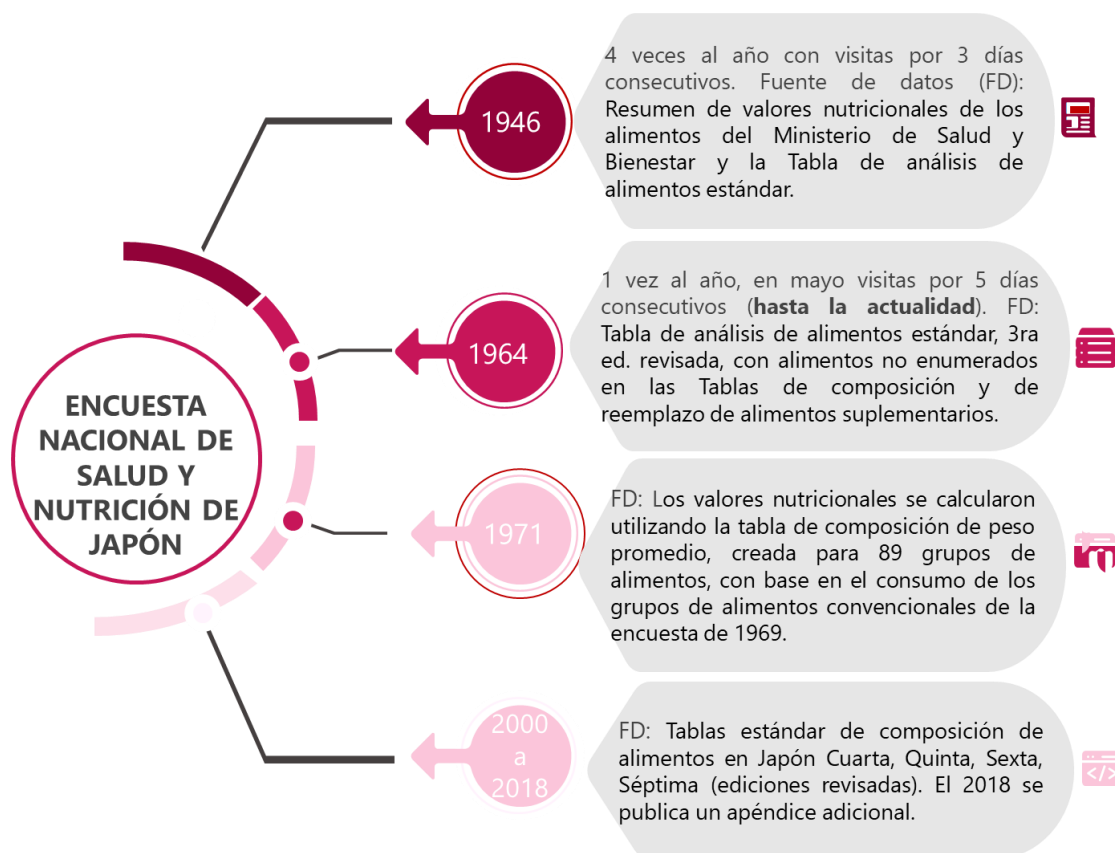 ENCUESTA
NACIONAL DE
SALUD Y
NUTRICIÓN DE
JAPÓN
1946
4 veces al año con visitas por 3 días
consecutivos. Fuente de datos (FD):
Resumen de valores nutricionales de los
alimentos del Ministerio de Salud y
Bienestar y la Tabla de análisis de
alimentos estándar.
1964
1 vez al año, en mayo visitas por 5 días
consecutivos (hasta la actualidad). FD:
Tabla de análisis de alimentos estándar, 3ra
ed. revisada, con alimentos no enumerados
en las Tablas de composición y de
reemplazo de alimentos suplementarios.
1971
FD: Los valores nutricionales se calcularon
utilizando la tabla de composición de peso
promedio, creada para 89 grupos de
alimentos, con base en el consumo de los
grupos de alimentos convencionales de la
encuesta de 1969.
2000
a
2018
FD: Tablas estándar de composición de
alimentos en Japón Cuarta, Quinta, Sexta,
Séptima (ediciones revisadas). El 2018 se
publica un apéndice adicional.